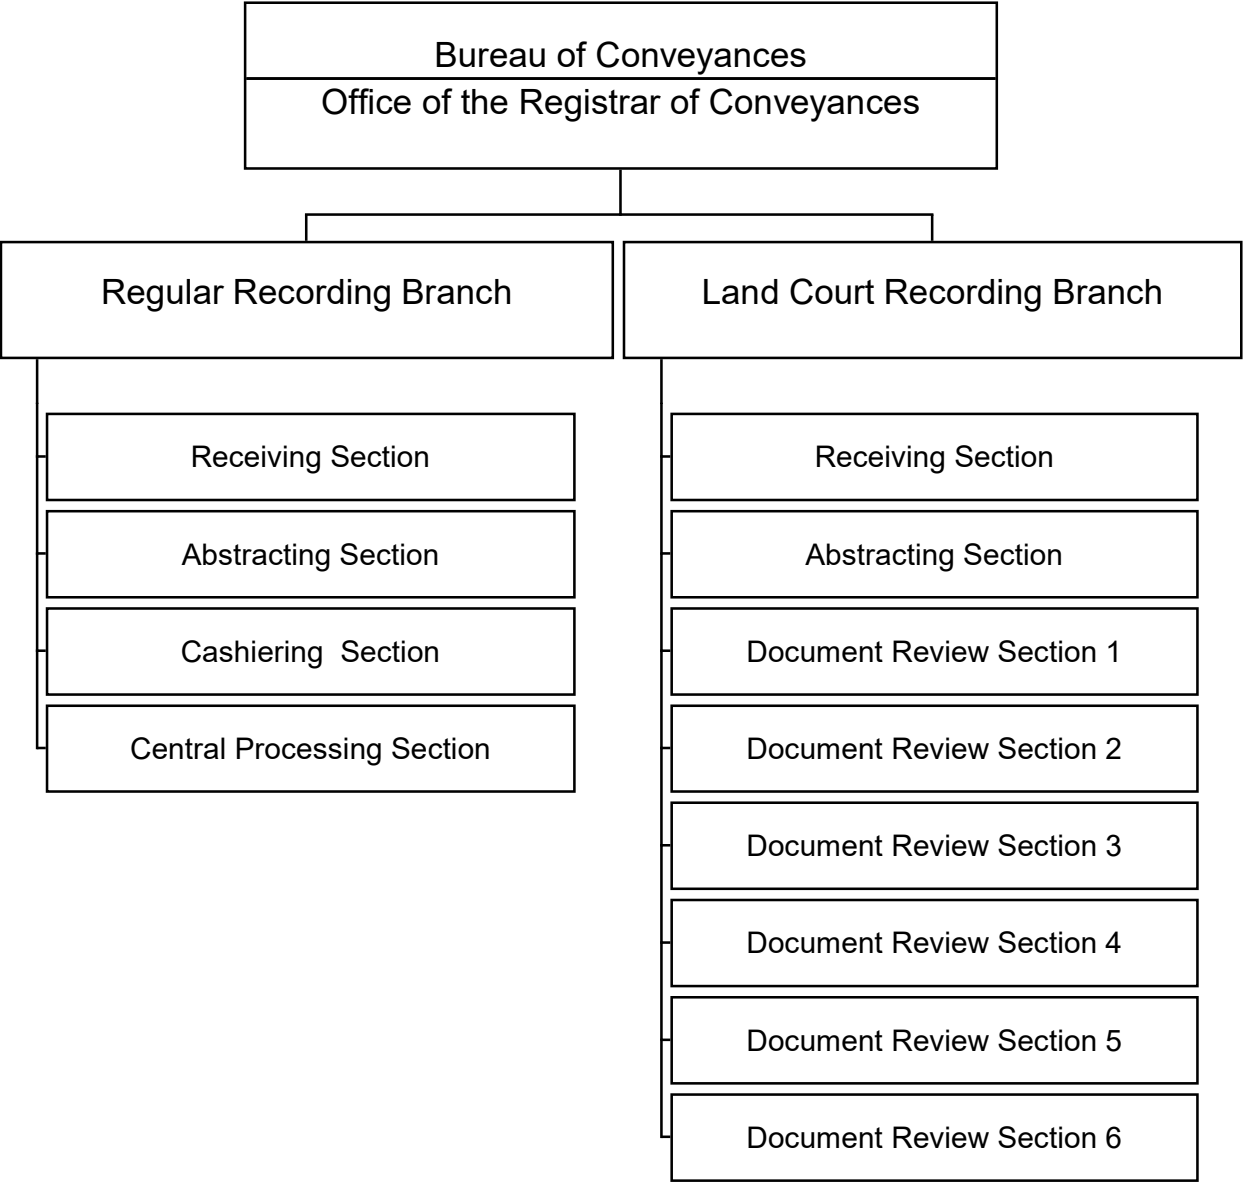 Bureau of Conveyances
Office of the Registrar of Conveyances
Regular Recording Branch
Receiving Section
Abstracting Section
Cashiering  Section
Central Processing Section
Land Court Recording Branch
Receiving Section
Abstracting Section
Document Review Section 1
Document Review Section 2
Document Review Section 3
Document Review Section 4
Document Review Section 5
Document Review Section 6